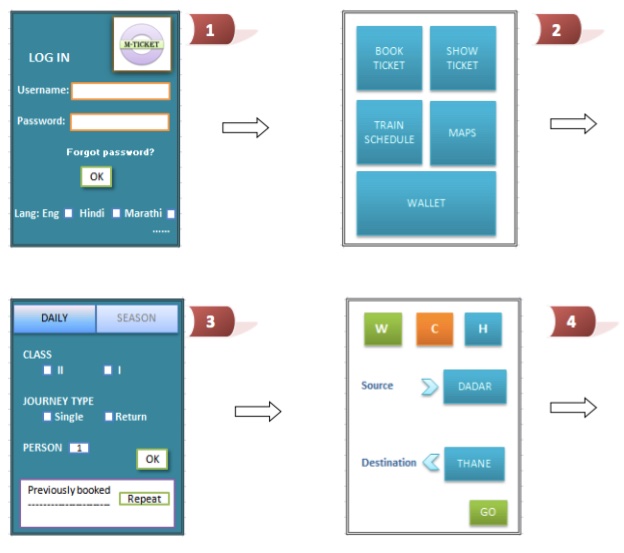 1
M-TICKET
LOG IN
Username:
Password:
Forgot password?
OK
Lang: Eng Hindi Marathi
......
2
BOOK
TICKET
SHOW
TICKET
TRAIN
SCHEDULE
MAPS
WALLET
3
DAILY SEASON
CLASS
II I
JOURNEY TYPE
Single Return
PERSON 1
OK
Previously booked
Repeat
----------------------
4
W C H
Source DADAR
Destination THANE
GO